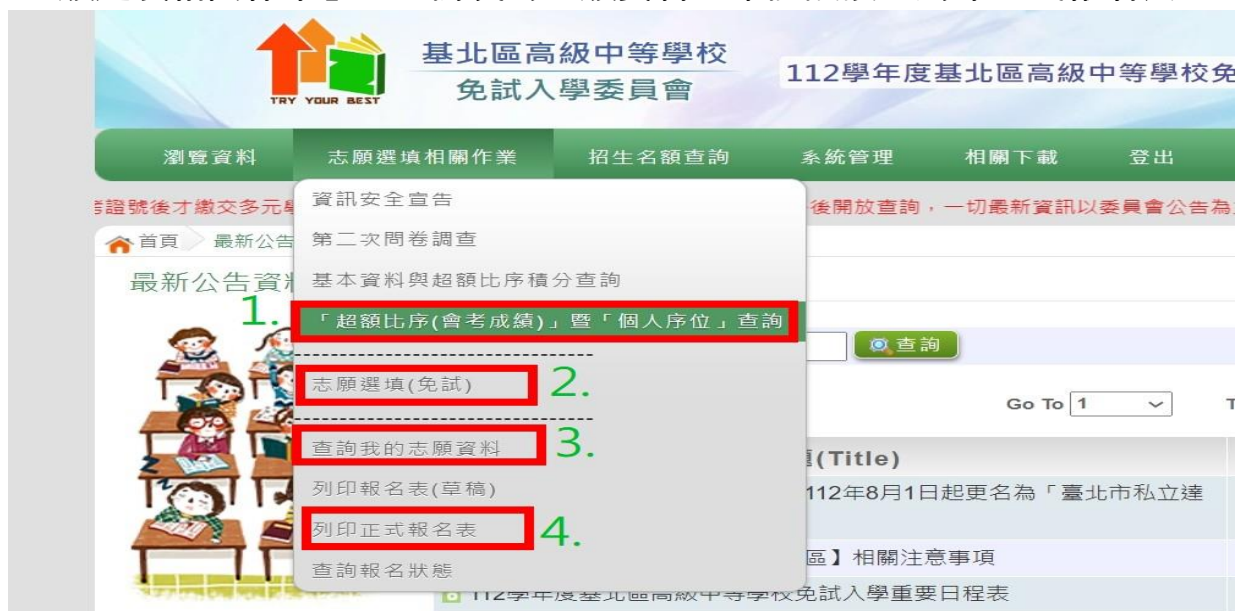 基北區高級中等學校
免試入學委員會
112學年度基北區高級中等學校免
TRY YOUR BEST
瀏覽資料 志願選填相關作業 招生名額查詢 系統管理 相關下載 登出
證號後才繳交多元 後開放查詢，一切最新資訊以委員會公告為
首頁 最新公告
最新公告資
資訊安全宣告
第二次問卷調查
基本資料與超額比序積分查詢
1. 「超額比序(會考成績)」暨「個人序位」查詢
查詢
志願選填(免試) 2.
Go To 1
查詢我的志願資料 3.
(Title)
列印報名表(草稿)
112年8月1日起更名為「臺北市私立達
列印正式報名表 4.
區】相關注意事項
查詢報名狀態
112學年度基北區高級中等學校免試入學重要日程表